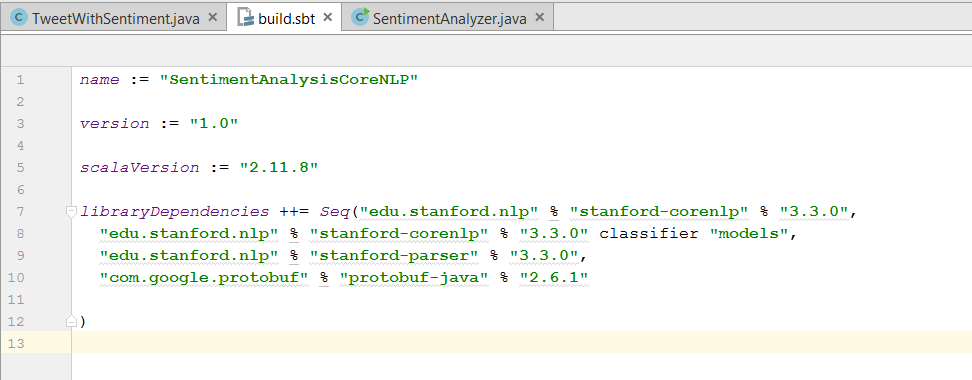 TweetWithSentiment.java × build.sbt × SentimentAnalyzer.java ×
1 name := "SentimentAnalysisCoreNLP"
2
3 version := "1.0"
4
5 scalaVersion := "2.11.8"
6
7 libraryDependencies ++= Seq("edu.stanford.nlp" % "stanford-corenlp" % "3.3.0",
8 "edu.stanford.nlp" % "stanford-corenlp" % "3.3.0" classifier "models",
9 "edu.stanford.nlp" % "stanford-parser" % "3.3.0",
10 "com.google.protobuf" % "protobuf-java" % "2.6.1"
11
12 )
13